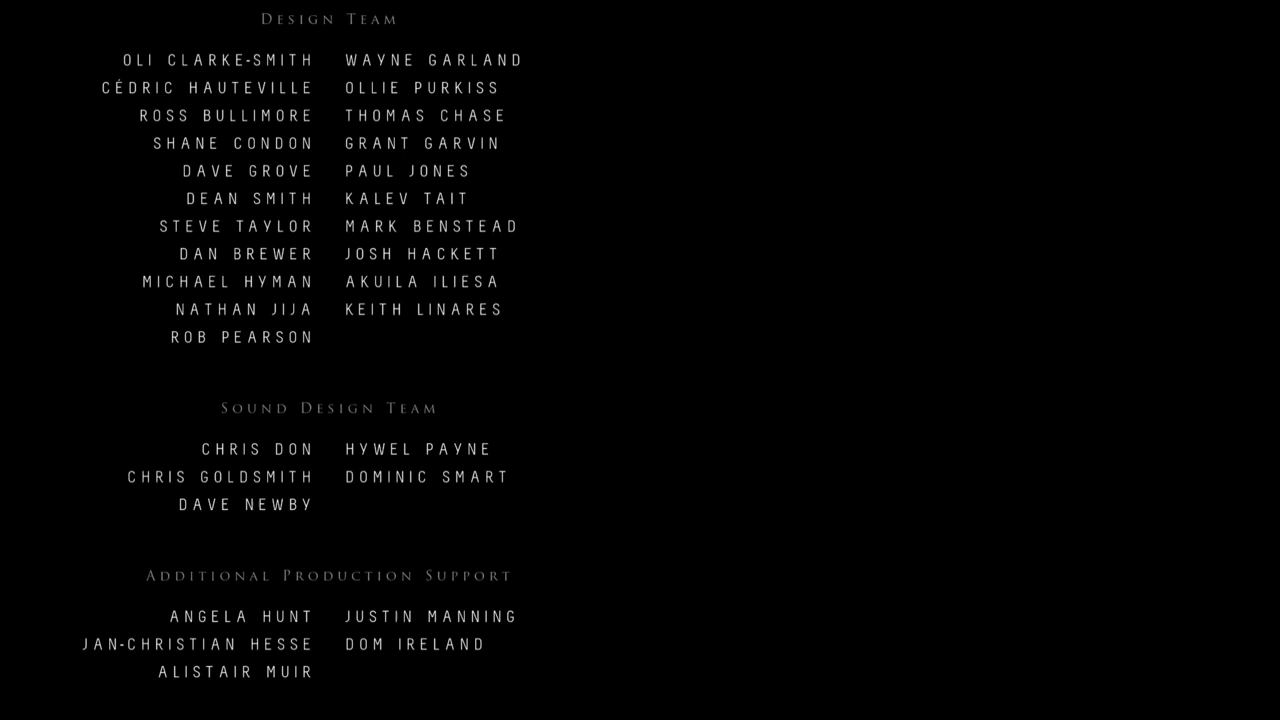 Design Team
OLI CLARKE-SMITH WAYNE GARLAND
CÉDRIC HAUTEVILLE OLLIE PURKISS
ROSS BULLIMORE THOMAS CHASE
SHANE CONDON GRANT GARVIN
DAVE GROVE PAUL JONES
DEAN SMITH KALEV TAIT
STEVE TAYLOR MARK BENSTEAD
DAN BREWER JOSH HACKETT
MICHAEL HYMAN AKUILA ILIESA
NATHAN JIJA KEITH LINARES
ROB PEARSON
Sound Design Team
CHRIS DON HYWEL PAYNE
CHRIS GOLDSMITH DOMINIC SMART
DAVE NEWBY
Additional Production Support
ANGELA HUNT JUSTIN MANNING
JAN-CHRISTIAN HESSE DOM IRELAND
ALISTAIR MUIR